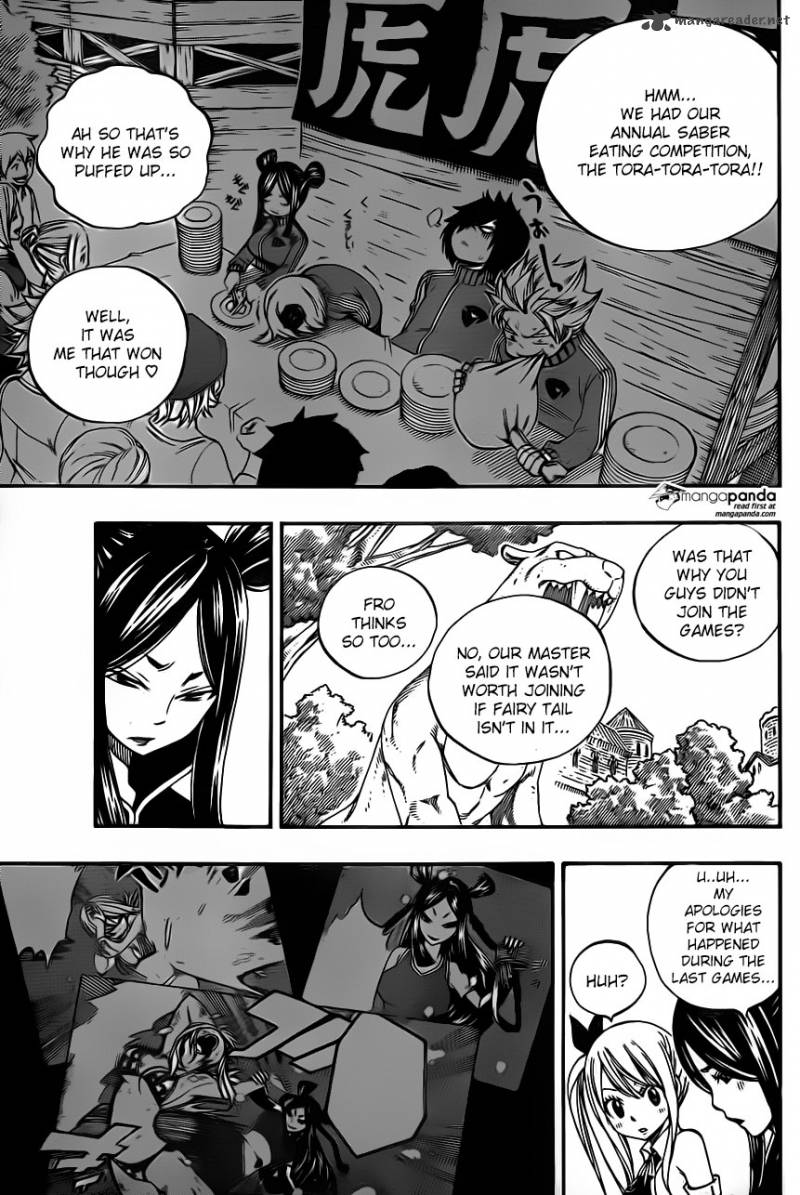 mangareader.net
虎 虎
HMM...
WE HAD OUR
ANNUAL SABER
EATING COMPETITION,
THE TORA-TORA-TORA!!
AH SO THAT'S
WHY HE WAS SO
PUFFED UP...
WELL,
IT WAS
ME THAT WON
THOUGH ♡
mangapanda
read first at
mangapanda.com
WAS THAT
WHY YOU
GUYS DIDN'T
JOIN THE
GAMES?
NO, OUR MASTER
SAID IT WASN'T
WORTH JOINING
IF FAIRY TAIL
ISN'T IN IT...
FRO
THINKS
SO TOO...
U..UH...
MY
APOLOGIES
FOR WHAT
HAPPENED
DURING THE
LAST GAMES...
HUH?